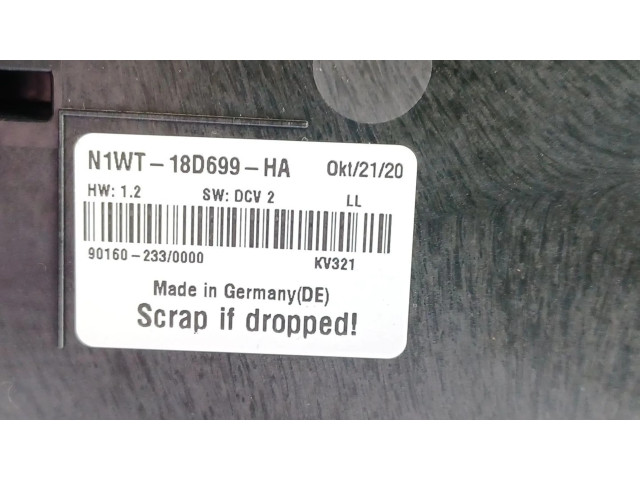 N1WT-18D699-HA Okt/21/20
HW: 1.2 SW: DCV 2 LL
90160-233/0000 KV321
Made in Germany(DE)
Scrap if dropped!